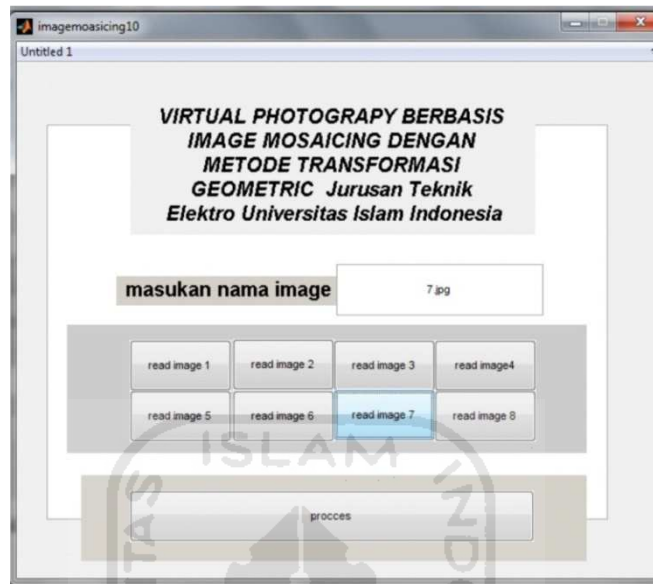 imagemoasicing10
Untitled 1
VIRTUAL PHOTOGRAPY BERBASIS
IMAGE MOSAICING DENGAN
METODE TRANSFORMASI
GEOMETRIC Jurusan Teknik
Elektro Universitas Islam Indonesia
masukan nama image 7.jpg
read image 1 read image 2 read image 3 read image4
read image 5 read image 6 read image 7 read image 8
ISLAM
procces